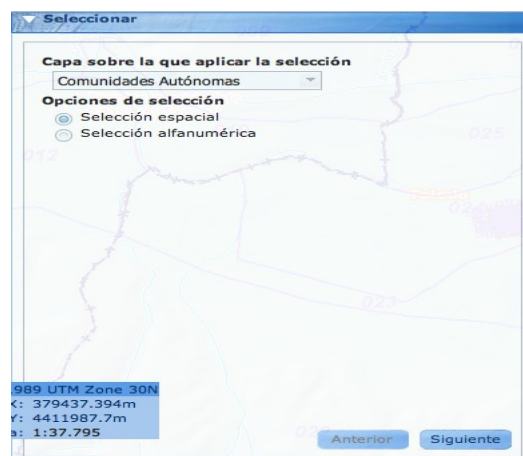 Seleccionar
Capa sobre la que aplicar la selección
Comunidades Autónomas
Opciones de selección
Selección espacial
Selección alfanumérica
012
025
023
989 UTM Zone 30N
X: 379437.394m
Y: 4411987.7m
a: 1:37.795
Anterior
Siguiente